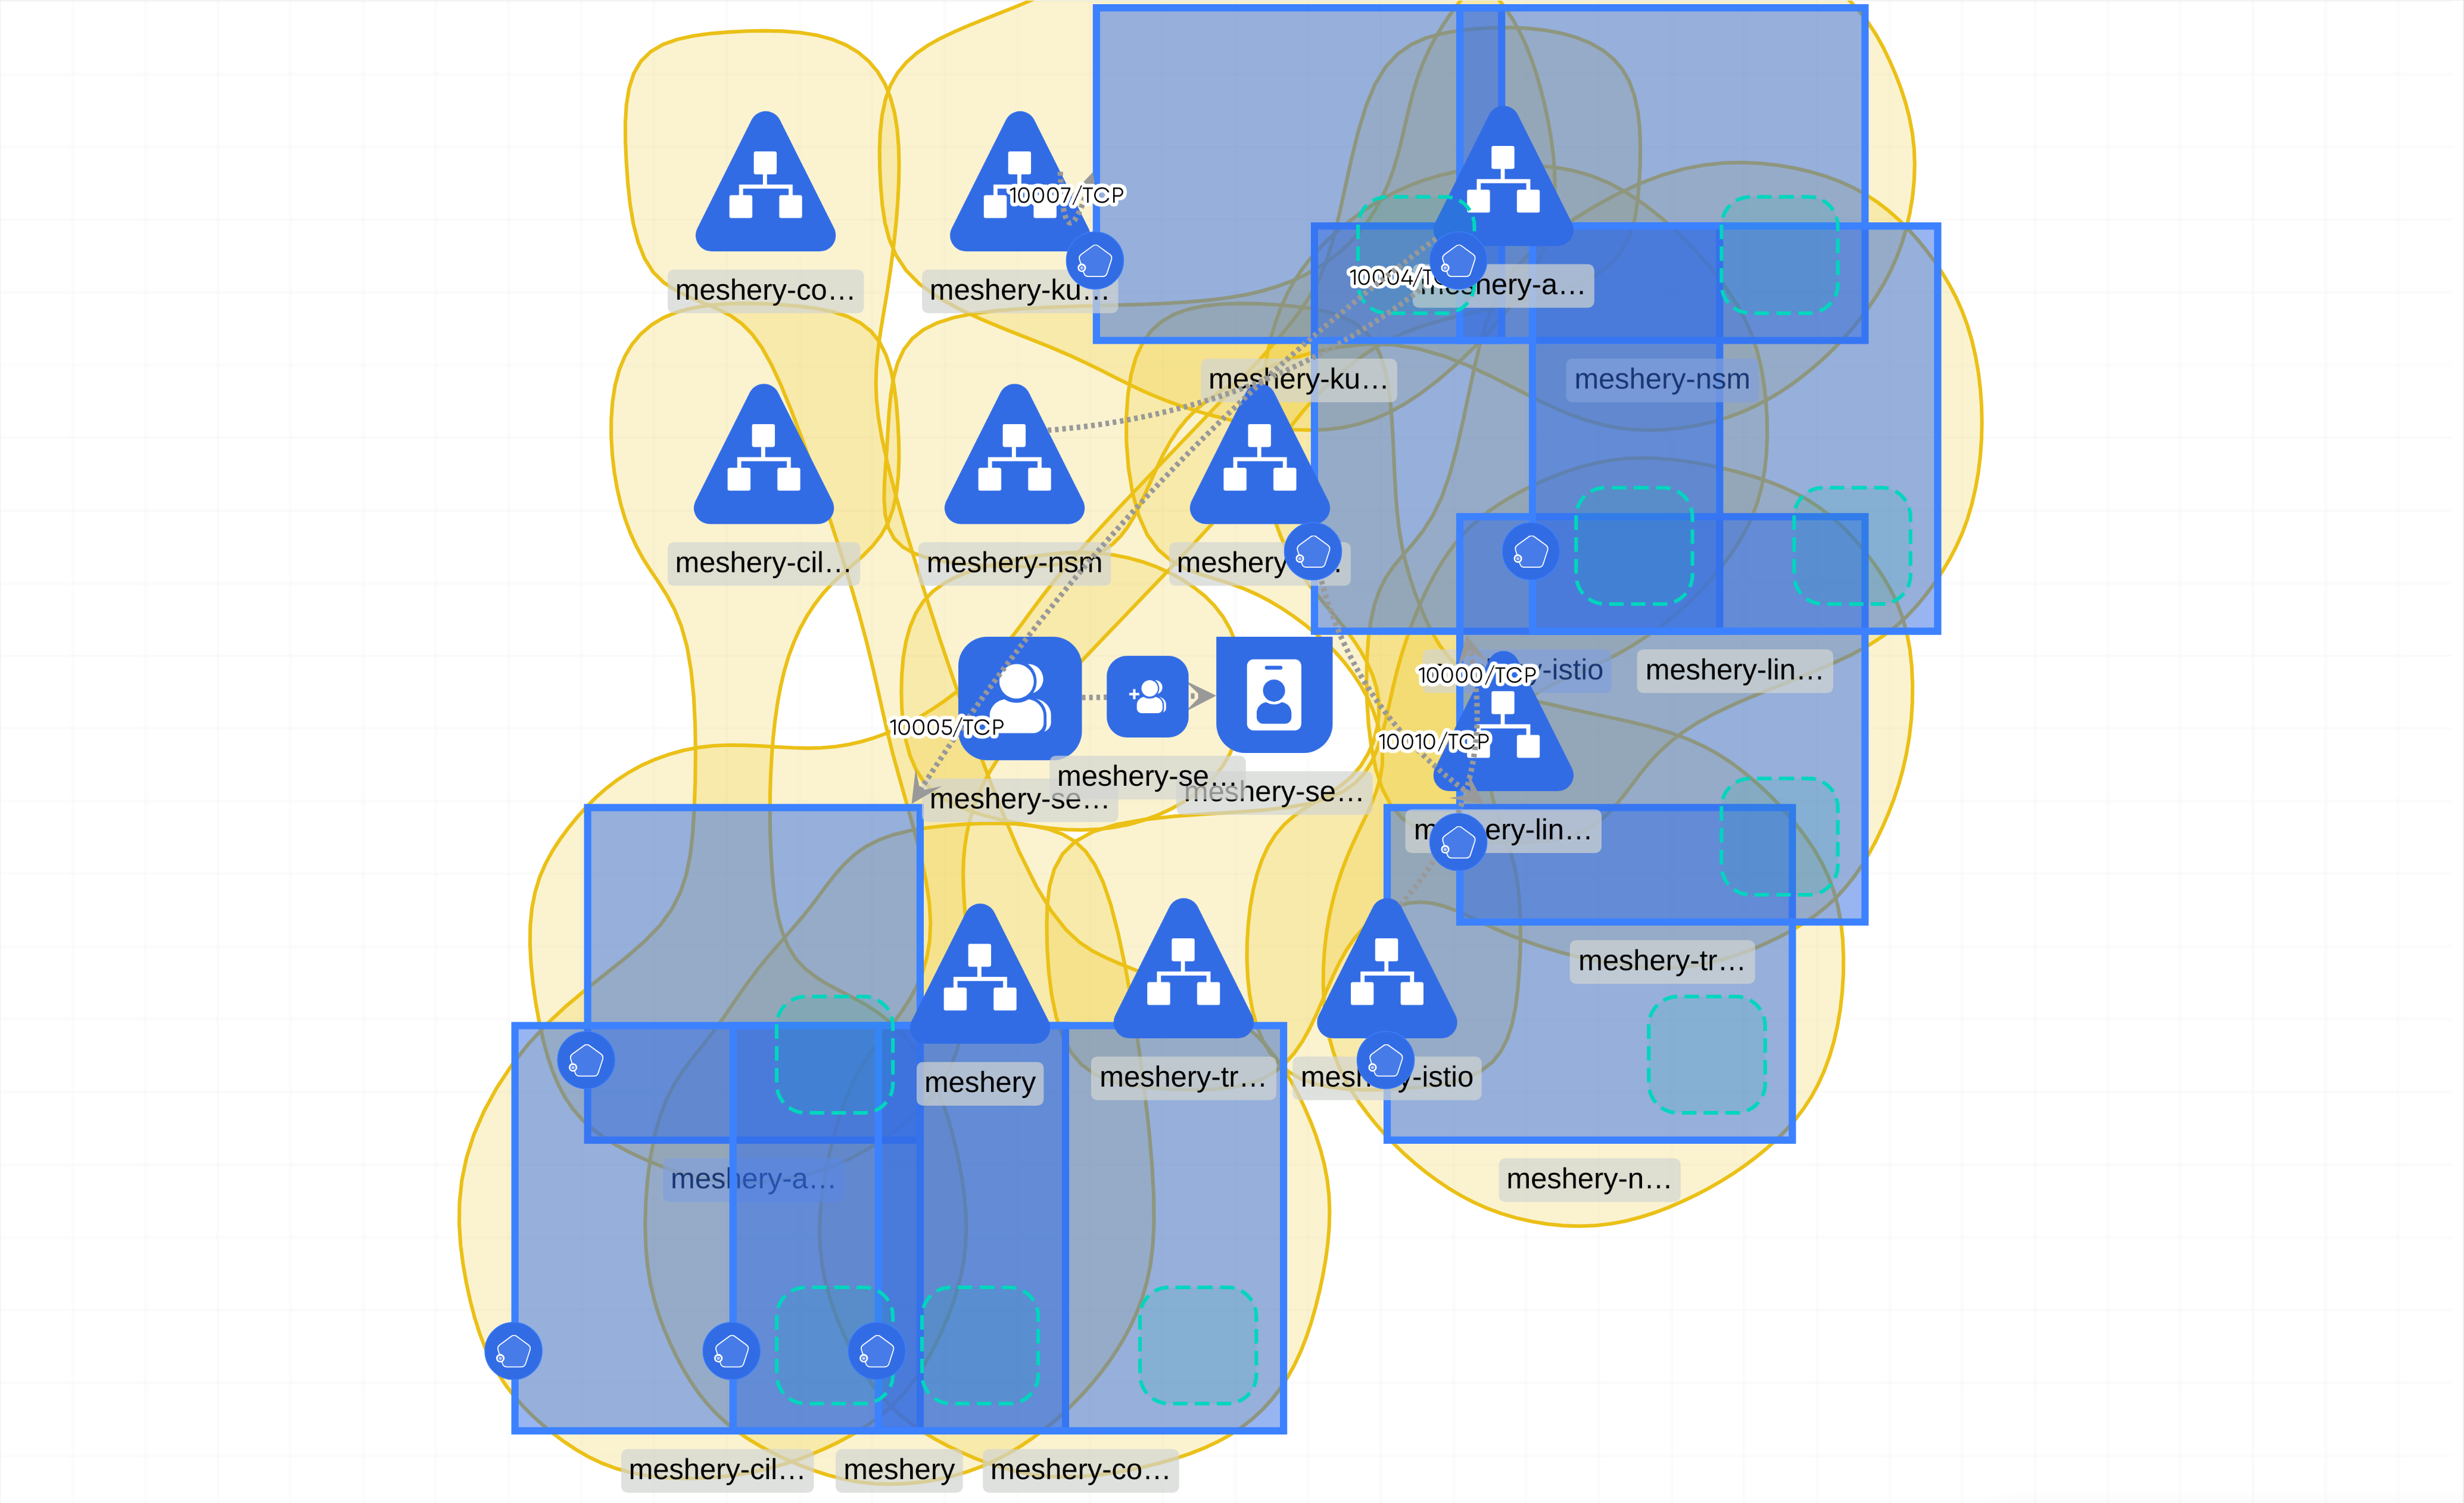 10007/TCP
meshery-co…
meshery-ku…
10004/TC
meshery-a…
meshery-ku…
meshery-nsm
meshery-cil…
meshery-nsm
meshery
-istio
meshery-lin…
10000/TCP
10005/TCP
10010/TCP
meshery-se…
meshery-se…
meshery-se…
ery-lin…
meshery-tr…
meshery
meshery-tr…
-istio
meshery-a…
meshery-n…
meshery-cil…
meshery
meshery-co…